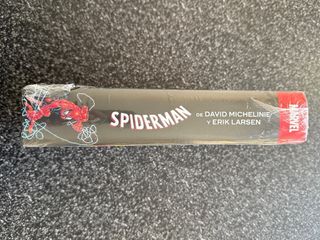 SPIDERMAN
DE DAVID MICHELINIE
Y ERIK LARSEN
MARVEL